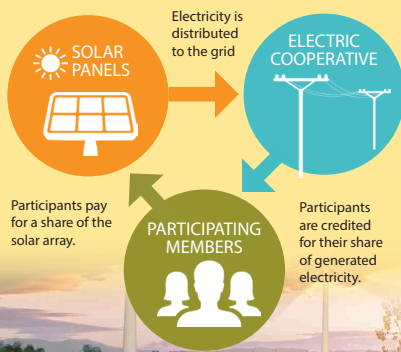 Electricity is
distributed
to the grid
SOLAR
PANELS
ELECTRIC
COOPERATIVE
Participants pay
for a share of the
solar array.
PARTICIPATING
MEMBERS
Participants
are credited
for their share
of generated
electricity.